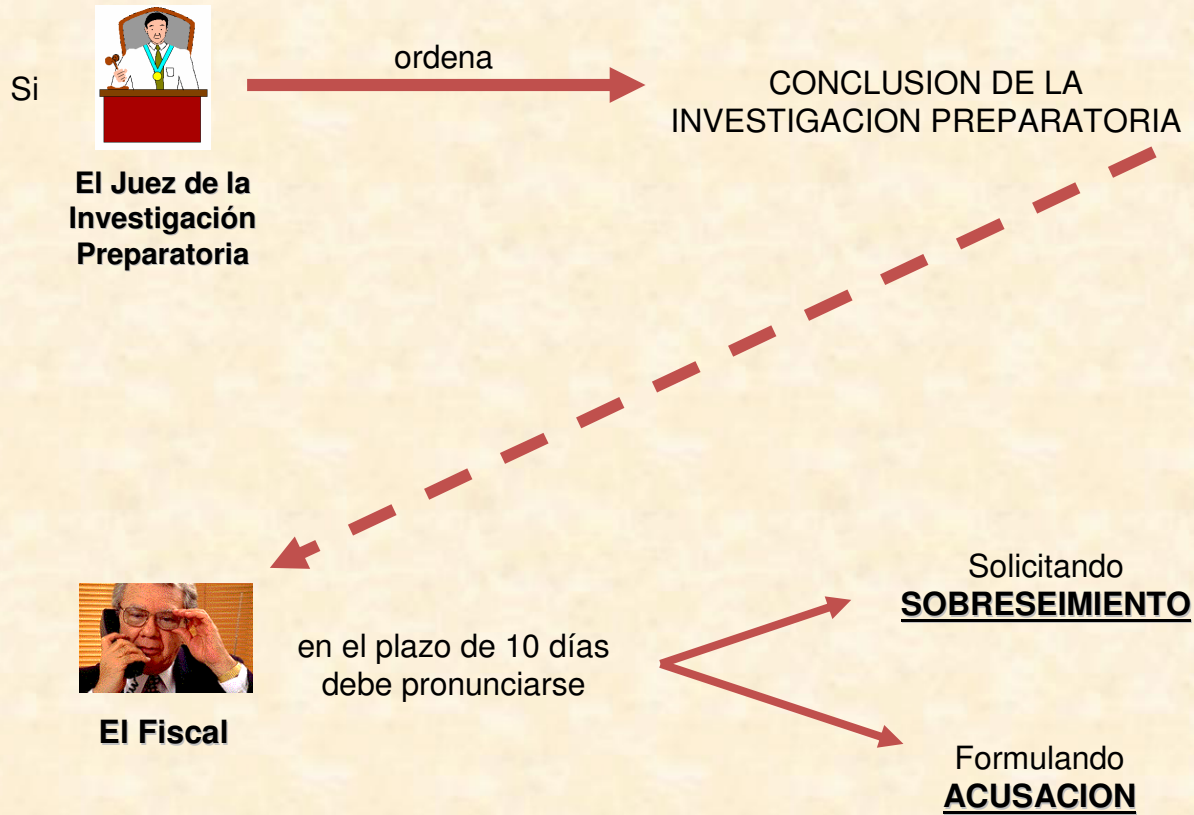 Si
ordena
CONCLUSION DE LA
INVESTIGACION PREPARATORIA
El Juez de la
Investigación
Preparatoria
El Fiscal
en el plazo de 10 días
debe pronunciarse
Solicitando
SOBRESEIMIENTO
Formulando
ACUSACION